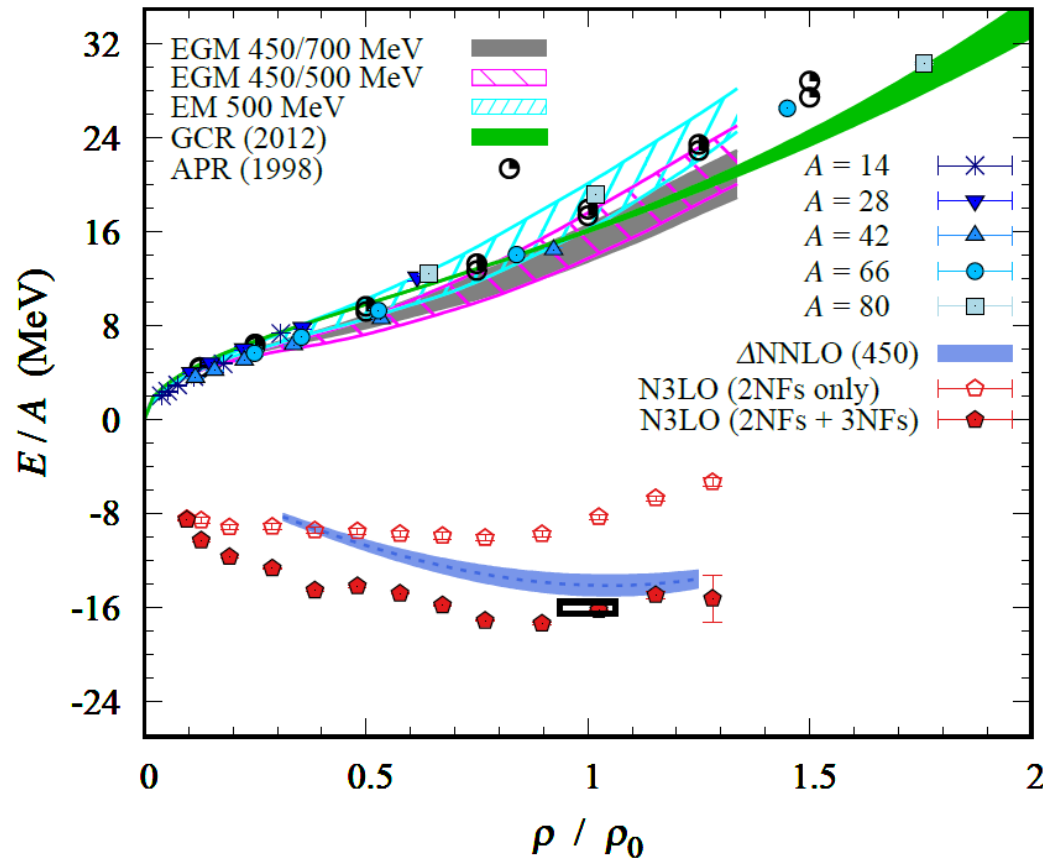 EGM 450/700 MeV
EGM 450/500 MeV
EM 500 MeV
GCR (2012)
APR (1998)
A = 14
A = 28
A = 42
A = 66
A = 80
ΔNNLO (450)
N3LO (2NFs only)
N3LO (2NFs + 3NFs)
E / A (MeV)
32
24
16
8
0
-8
-16
-24
0
0.5
1
1.5
2
ρ / ρ₀